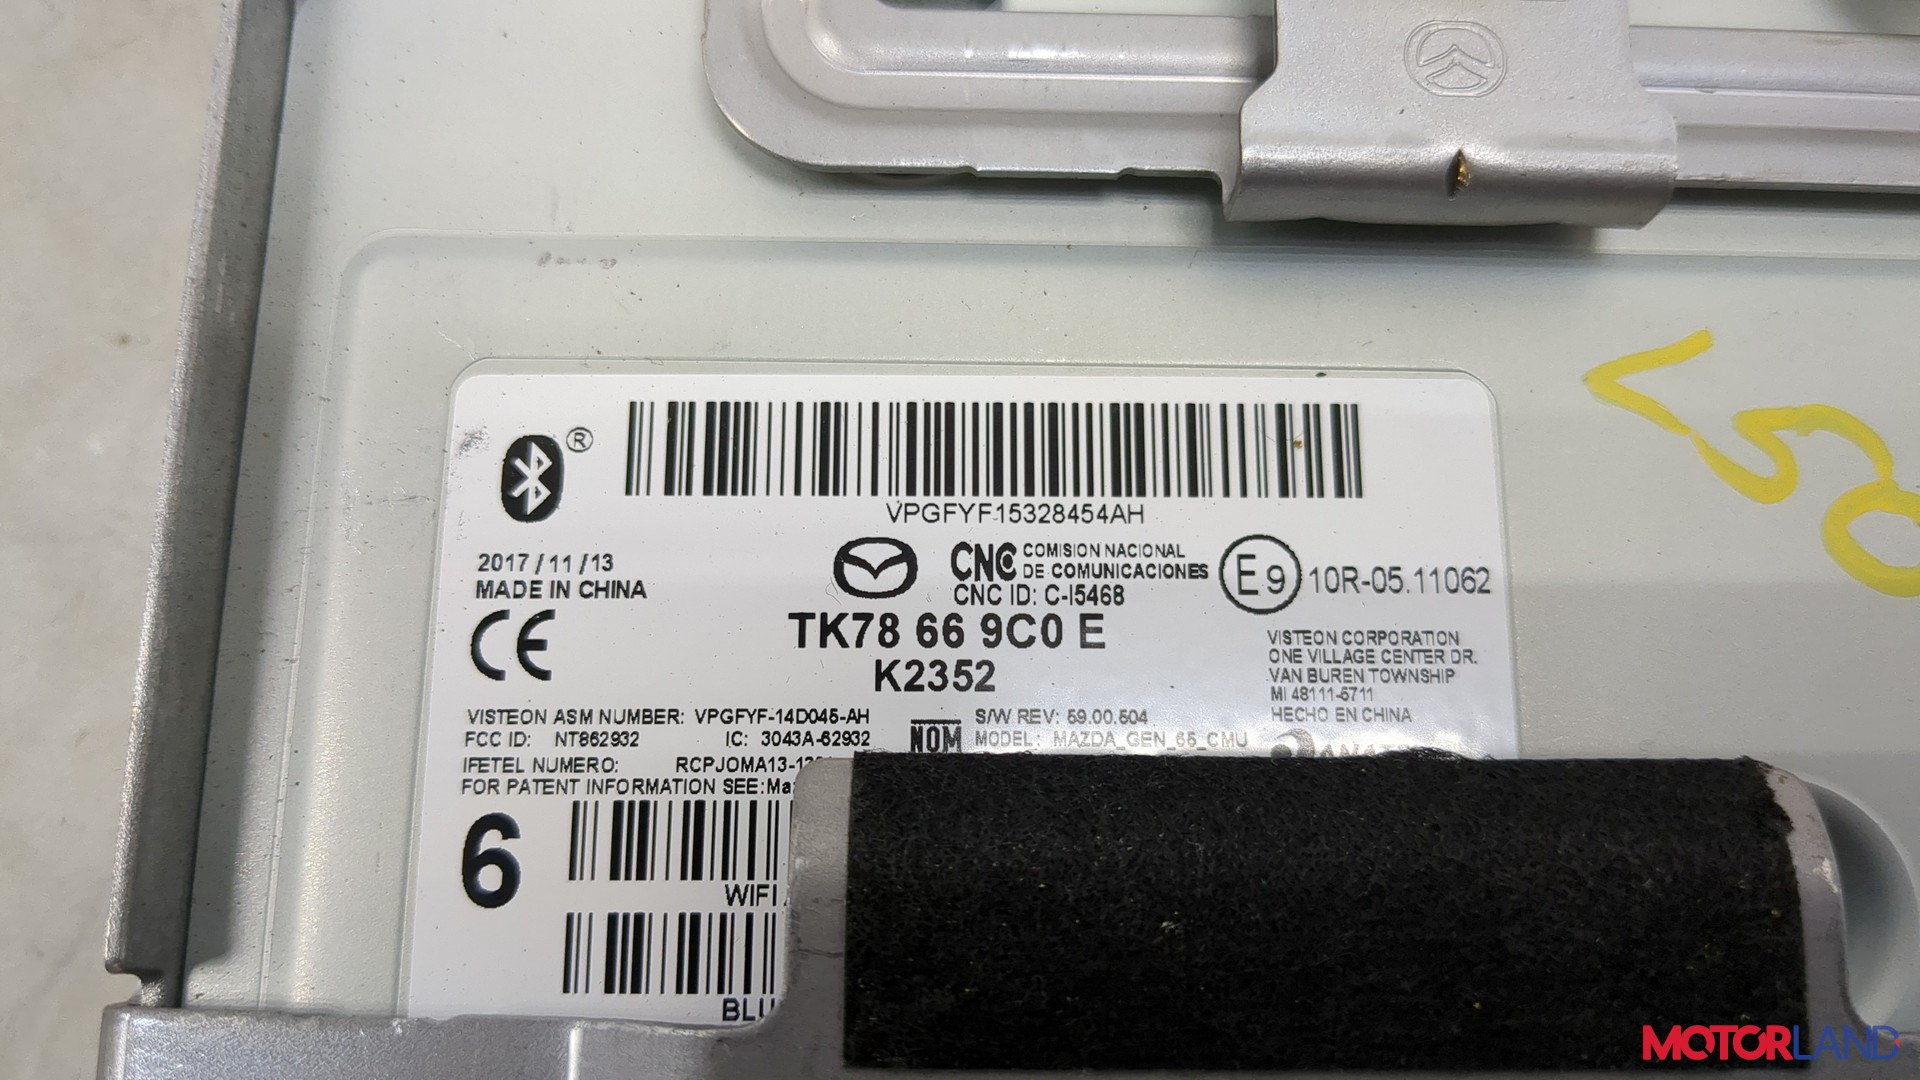 ®
VPGFYF15328454AH
2017/11/13
MADE IN CHINA
CNC COMISION NACIONAL
DE COMUNICACIONES
CNC ID: C-I5468
E9 10R-05.11062
CE
TK78 66 9C0 E
K2352
VISTEON CORPORATION
ONE VILLAGE CENTER DR.
VAN BUREN TOWNSHIP
MI 48111-5711
HECHO EN CHINA
VISTEON ASM NUMBER: VPGFYF-14D045-AH
FCC ID: NT862932 IC: 3043A-62932
IFETEL NUMERO: RCPJOMA13-
FOR PATENT INFORMATION SEE:
NOM
S/W REV: 59.00.504
MODEL: MAZDA_GEN_65_CMU
6
WIFI
V50
MOTORLAND